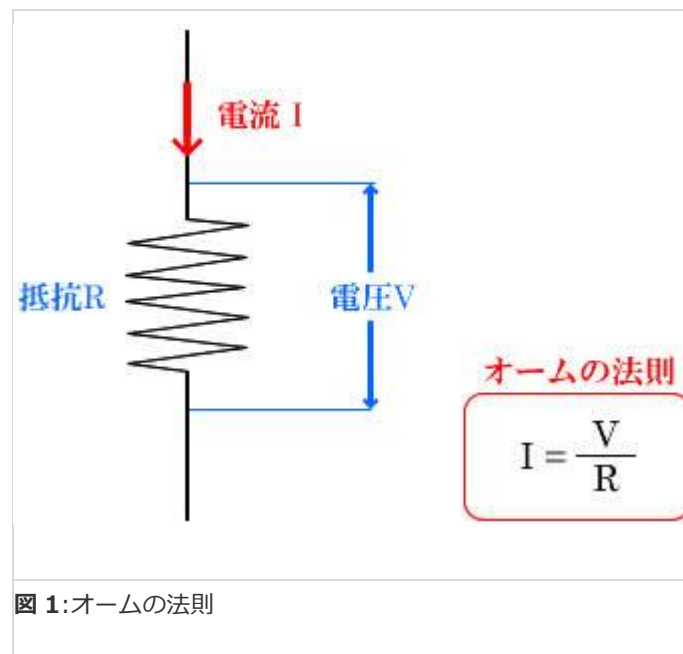 電流 I
抵抗R
電圧V
オームの法則
I = V/R
図 1:オームの法則